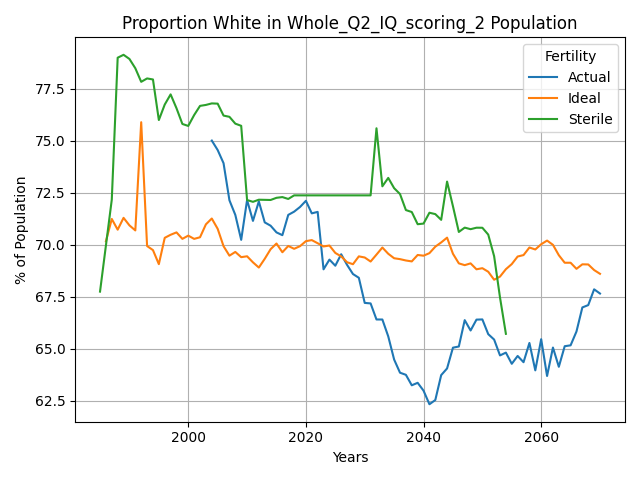 Proportion White in Whole_Q2_IQ_scoring_2 Population
Fertility
Actual
Ideal
Sterile
% of Population
77.5
75.0
72.5
70.0
67.5
65.0
62.5
2000
2020
2040
2060
Years